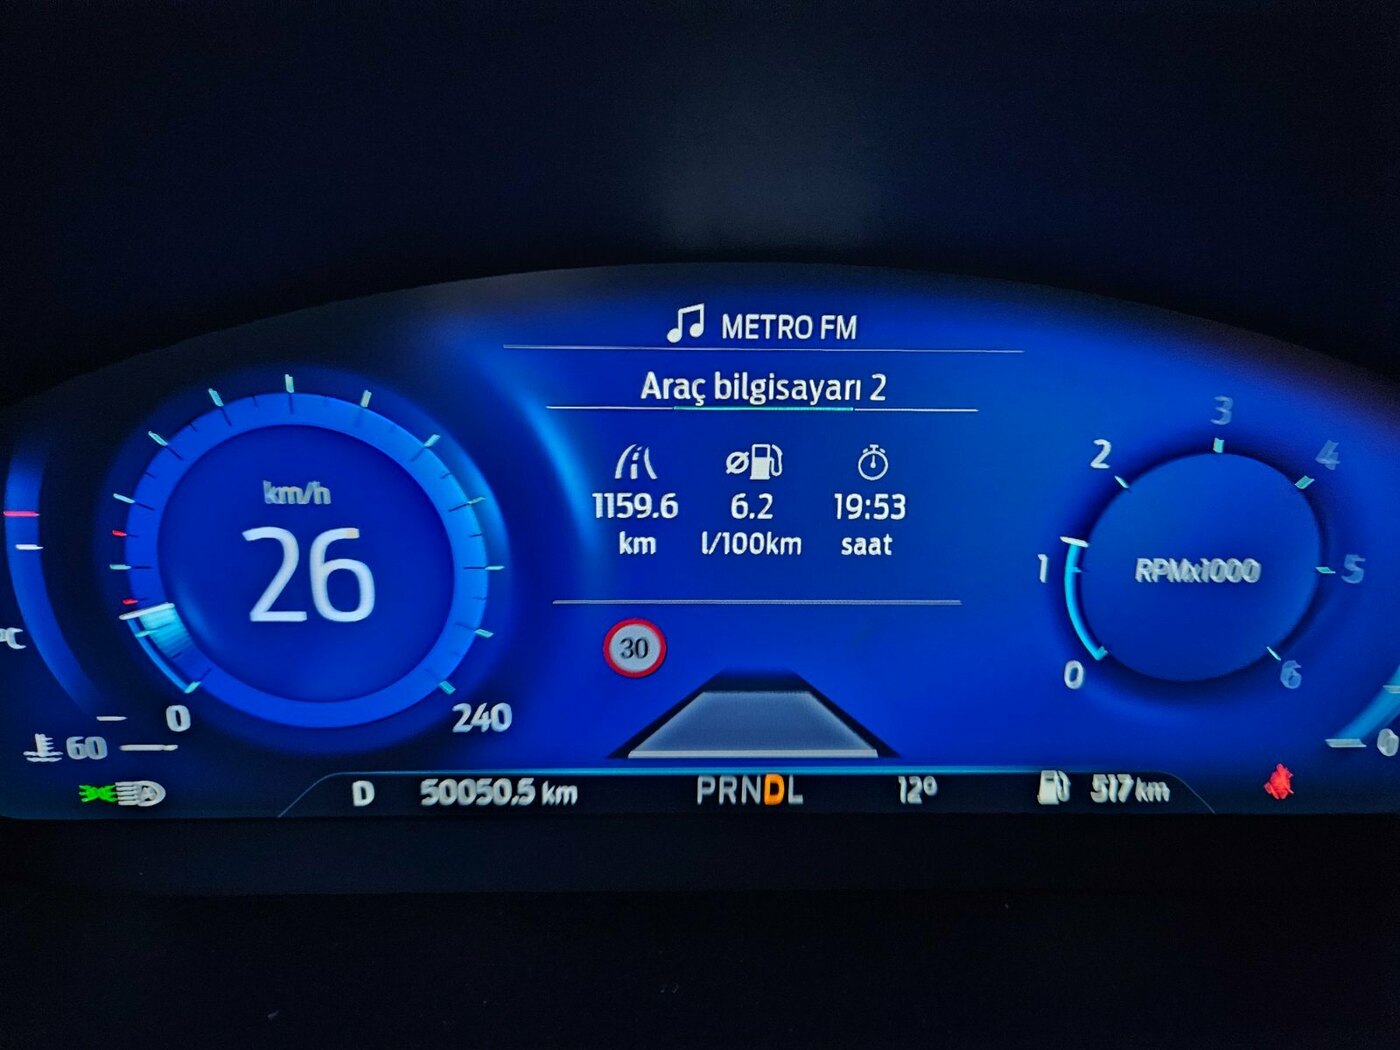 METRO FM
Araç bilgisayarı 2
1159.6 6.2 19:53
km l/100km saat
km/h
26
0 240
30
0 1 2 3 4 5 6
RPMx1000
°C
60
D 50050.5 km PRNDL 12° 517 km